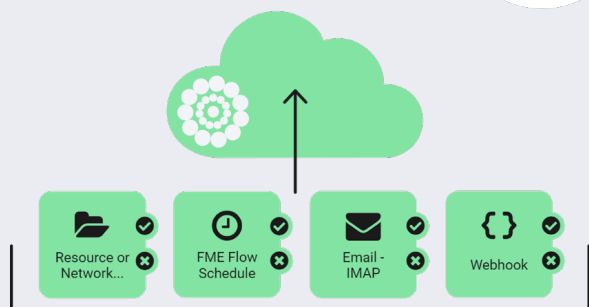 Resource or
Network...
FME Flow
Schedule
Email -
IMAP
Webhook